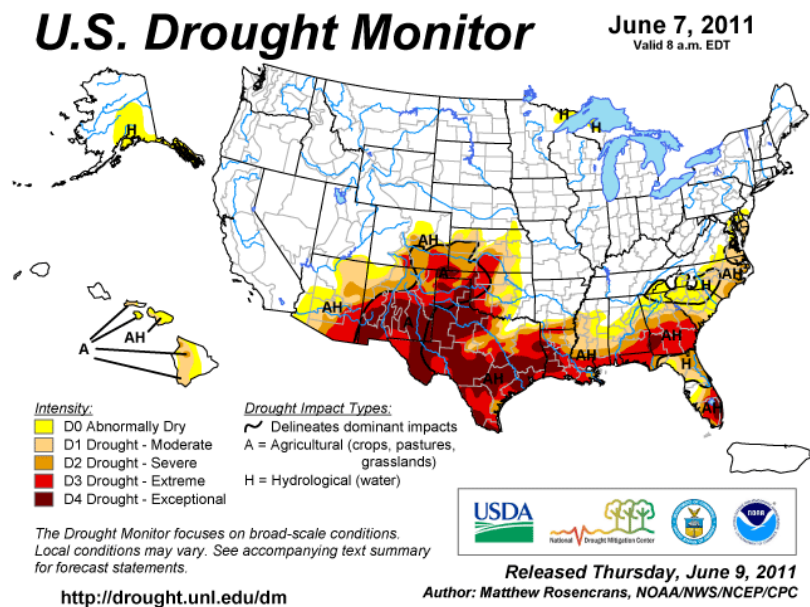 U.S. Drought Monitor
June 7, 2011
Valid 8 a.m. EDT
H
H
H
AH
A
AH
A
AH
AH
AH
H
AH
AH
H
A
AH
A
AH
Intensity:
D0 Abnormally Dry
D1 Drought - Moderate
D2 Drought - Severe
D3 Drought - Extreme
D4 Drought - Exceptional
Drought Impact Types:
Delineates dominant impacts
A = Agricultural (crops, pastures,
grasslands)
H = Hydrological (water)
USDA
National Drought Mitigation Center
NOAA
The Drought Monitor focuses on broad-scale conditions.
Local conditions may vary. See accompanying text summary
for forecast statements.
http://drought.unl.edu/dm
Released Thursday, June 9, 2011
Author: Matthew Rosencrans, NOAA/NWS/NCEP/CPC